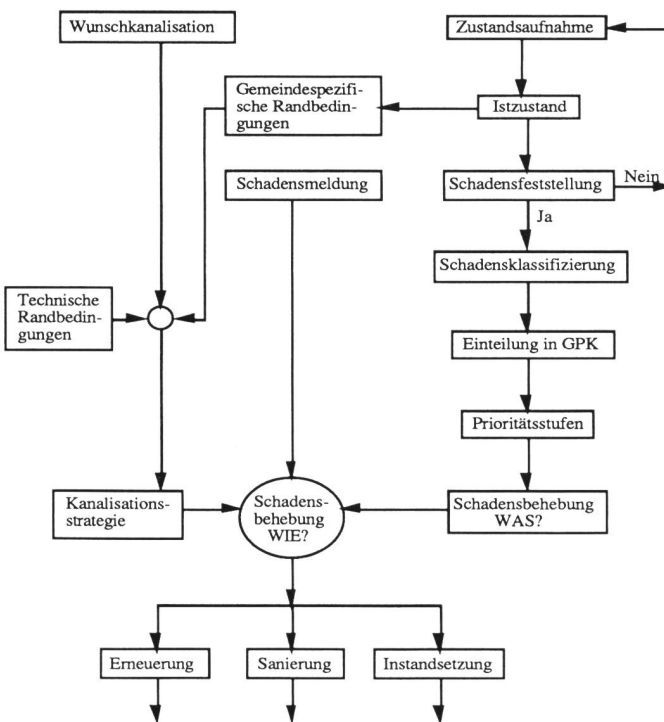 Wunschkanalisation
Zustandsaufnahme
Gemeindespezifi-
sche Randbedin-
gungen
Istzustand
Schadensmeldung
Schadensfeststellung
Nein
Ja
Schadensklassifizierung
Technische
Randbedin-
gungen
Einteilung in GPK
Prioritätsstufen
Kanalisations-
strategie
Schadens-
behebung
WIE?
Schadensbehebung
WAS?
Erneuerung
Sanierung
Instandsetzung